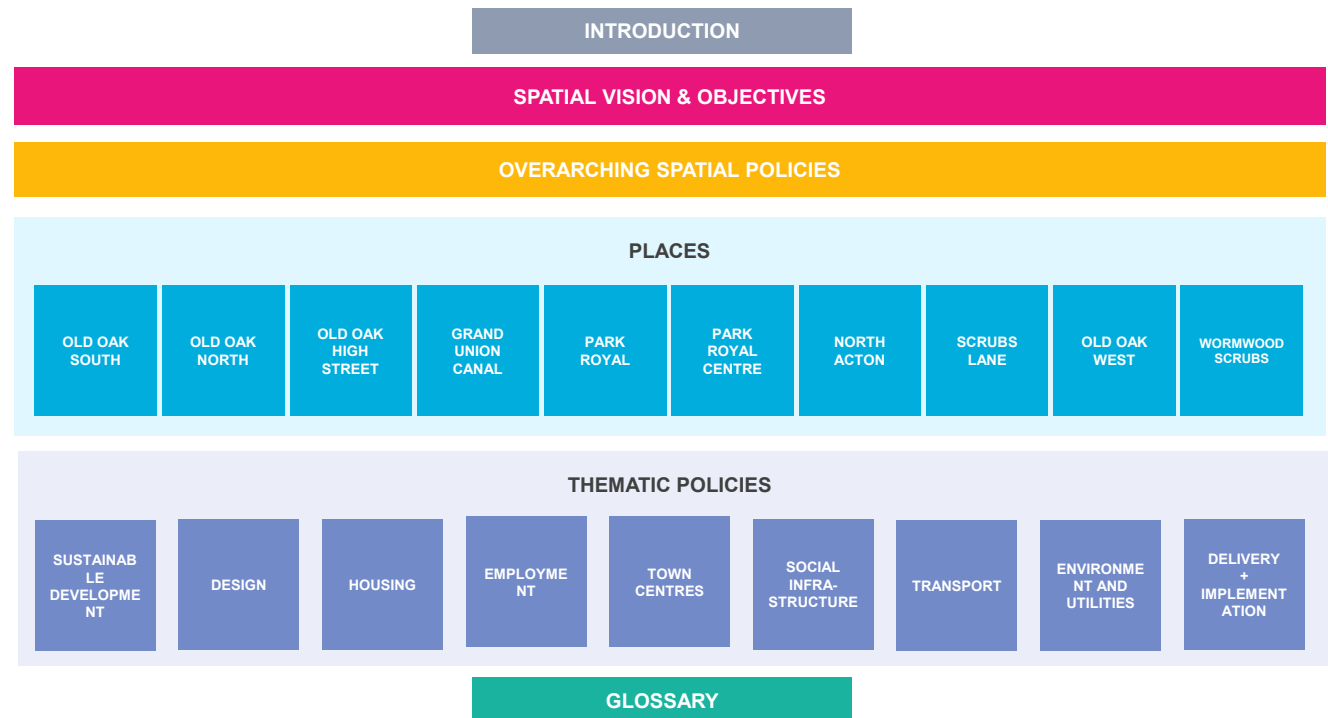 INTRODUCTION
SPATIAL VISION & OBJECTIVES
OVERARCHING SPATIAL POLICIES
PLACES
OLD OAK
SOUTH
OLD OAK
NORTH
OLD OAK
HIGH
STREET
GRAND
UNION
CANAL
PARK
ROYAL
PARK
ROYAL
CENTRE
NORTH
ACTON
SCRUBS
LANE
OLD OAK
WEST
WORMWOOD
SCRUBS
THEMATIC POLICIES
SUSTAINAB
LE
DEVELOPME
NT
DESIGN
HOUSING
EMPLOYME
NT
TOWN
CENTRES
SOCIAL
INFRA-
STRUCTURE
TRANSPORT
ENVIRONME
NT AND
UTILITIES
DELIVERY
+
IMPLEMENT
ATION
GLOSSARY